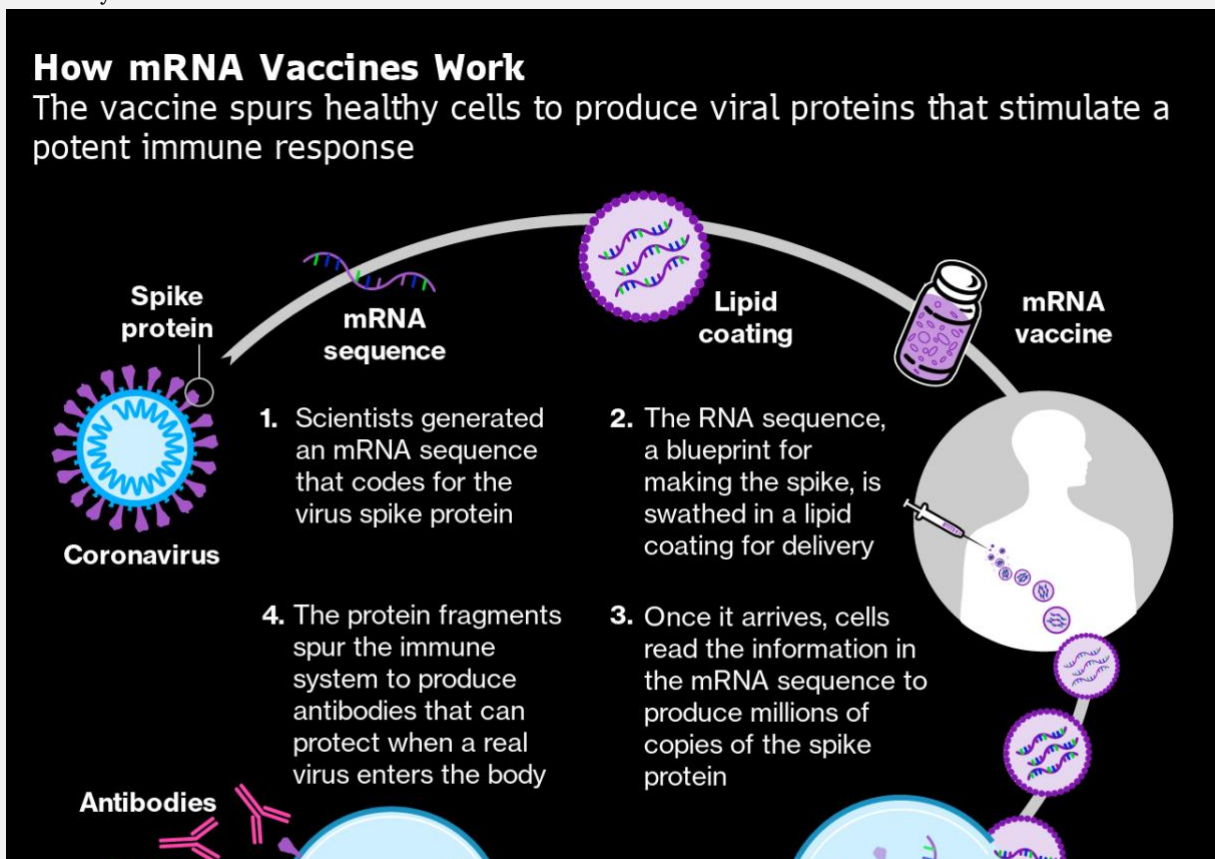 How mRNA Vaccines Work
The vaccine spurs healthy cells to produce viral proteins that stimulate a
potent immune response
Spike
protein
mRNA
sequence
Lipid
coating
mRNA
vaccine
Coronavirus
1. Scientists generated
an mRNA sequence
that codes for the
virus spike protein
2. The RNA sequence,
a blueprint for
making the spike, is
swathed in a lipid
coating for delivery
3. Once it arrives, cells
read the information in
the mRNA sequence to
produce millions of
copies of the spike
protein
4. The protein fragments
spur the immune
system to produce
antibodies that can
protect when a real
virus enters the body
Antibodies